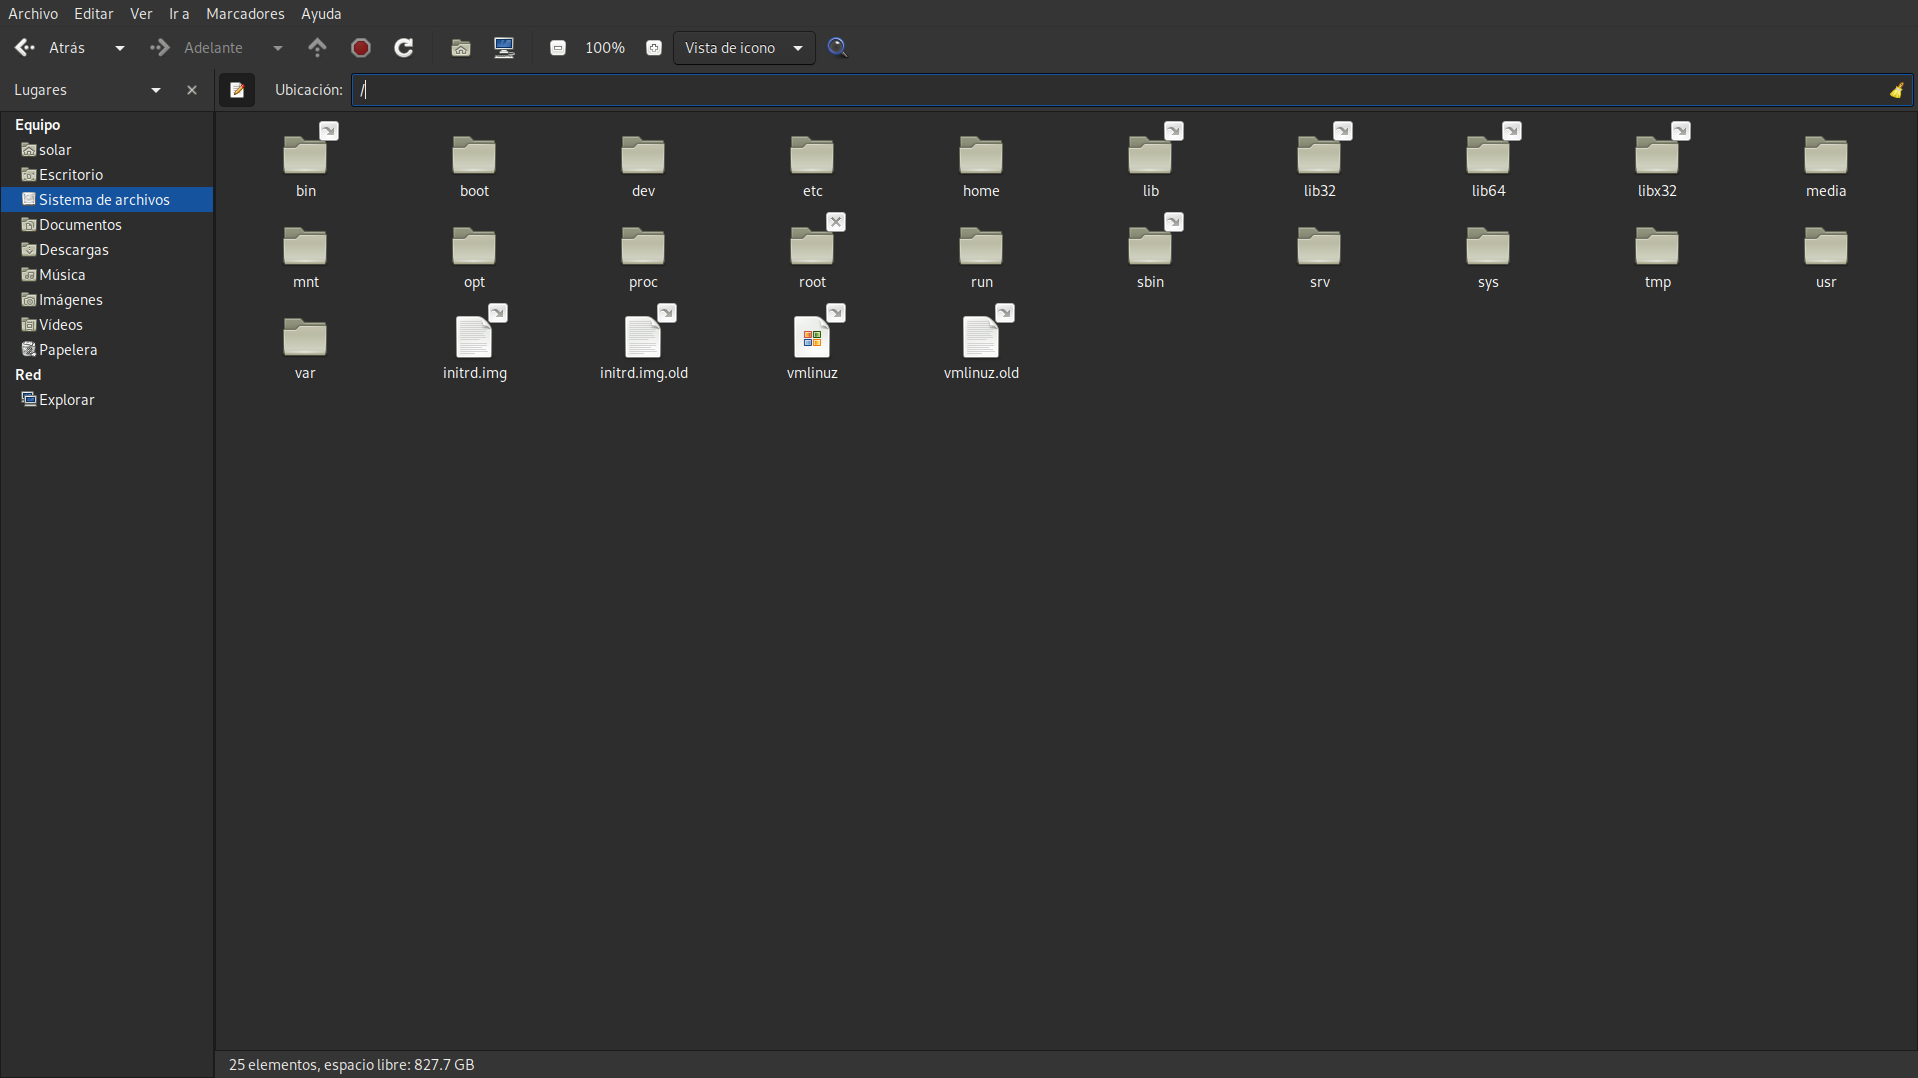 Archivo Editar Ver Ir a Marcadores Ayuda
Atrás Adelante 100% Vista de icono
Lugares Ubicación: /
Equipo
solar
Escritorio
Sistema de archivos
Documentos
Descargas
Música
Imágenes
Vídeos
Papelera
Red
Explorar
bin boot dev etc home lib lib32 lib64 libx32 media
mnt opt proc root run sbin srv sys tmp usr
var initrd.img initrd.img.old vmlinuz vmlinuz.old
25 elementos, espacio libre: 827.7 GB